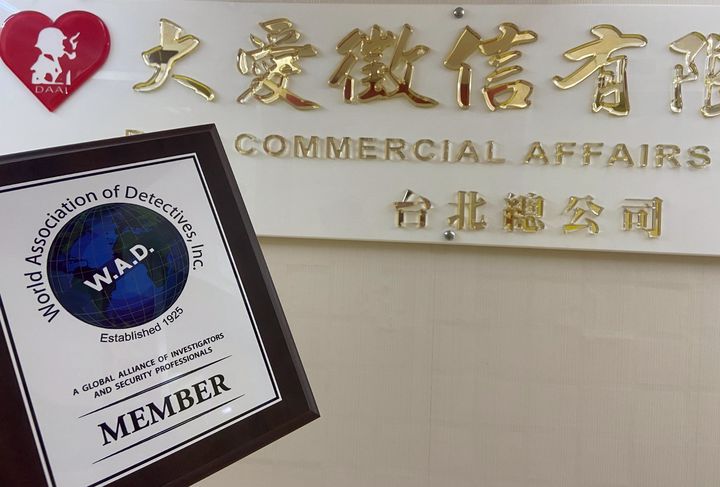 DAAI
大愛徵信有限
COMMERCIAL AFFAIRS
台北總公司
World Association of Detectives, Inc.
W.A.D.
Established 1925
A GLOBAL ALLIANCE OF INVESTIGATORS
AND SECURITY PROFESSIONALS
MEMBER